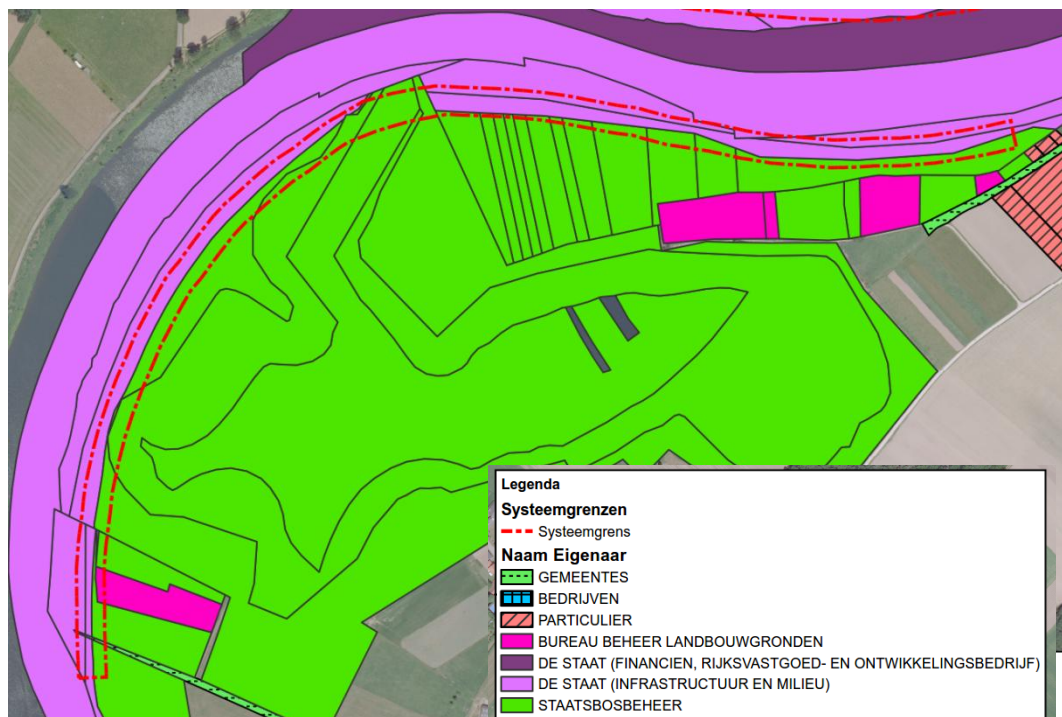 Legenda
Systeemgrenzen
Systeemgrens
Naam Eigenaar
GEMEENTES
BEDRIJVEN
PARTICULIER
BUREAU BEHEER LANDBOUWGRONDEN
DE STAAT (FINANCIEN, RIJKSVASTGOED- EN ONTWIKKELINGSBEDRIJF)
DE STAAT (INFRASTRUCTUUR EN MILIEU)
STAATSBOSBEHEER